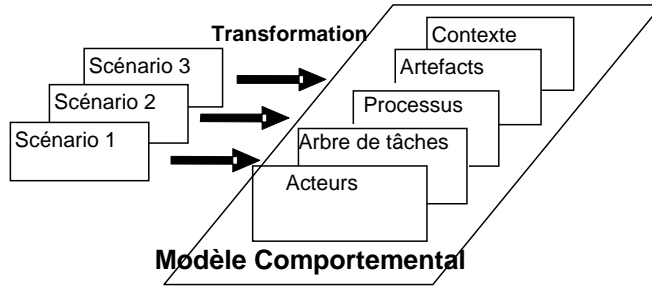 Transformation
Contexte
Scénario 3
Artefacts
Scénario 2
Processus
Scénario 1
Arbre de tâches
Acteurs
Modèle Comportemental